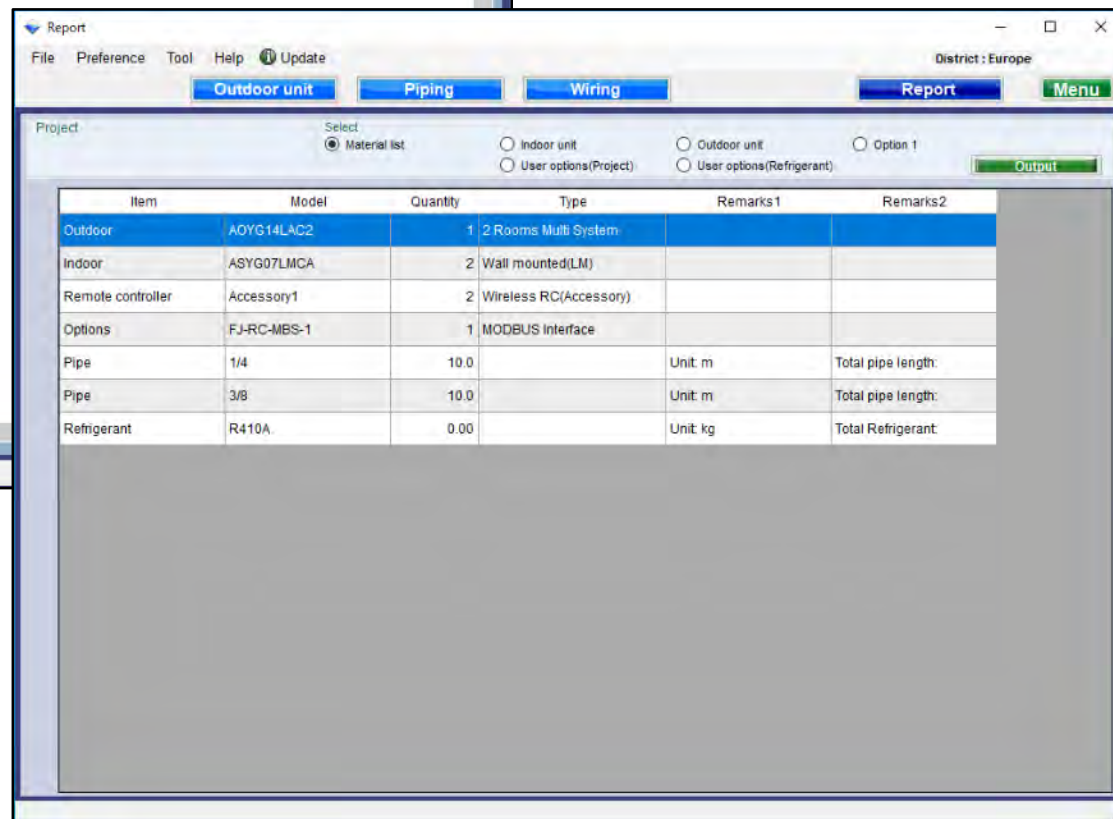 Report
File Preference Tool Help Update District : Europe
Outdoor unit Piping Wiring Report Menu
Project Select
Material list Indoor unit Outdoor unit Option 1
User options(Project) User options(Refrigerant) Output
Item Model Quantity Type Remarks1 Remarks2
Outdoor AOYG14LAC2 1 2 Rooms Multi System
Indoor ASYG07LMCA 2 Wall mounted(LM)
Remote controller Accessory1 2 Wireless RC(Accessory)
Options FJ-RC-MBS-1 1 MODBUS Interface
Pipe 1/4 10.0 Unit: m Total pipe length:
Pipe 3/8 10.0 Unit: m Total pipe length:
Refrigerant R410A 0.00 Unit: kg Total Refrigerant: